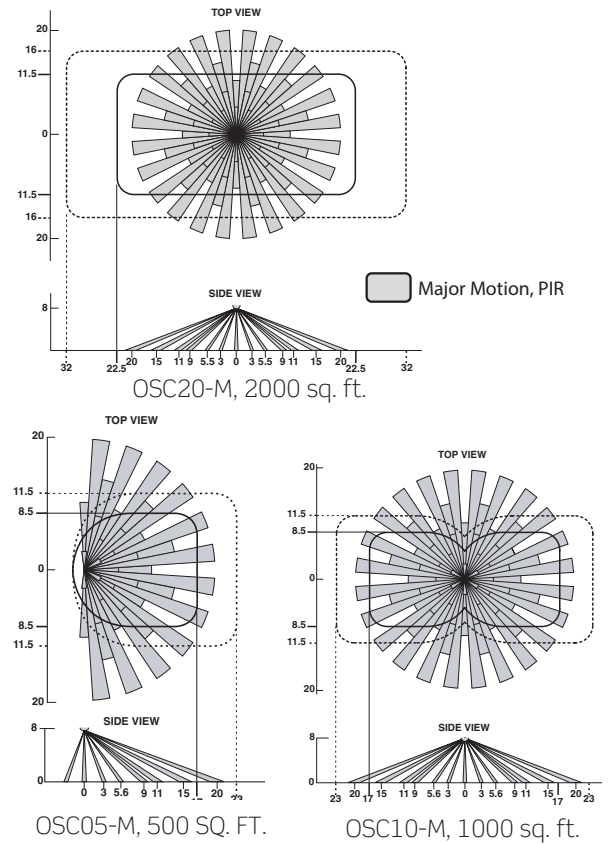 TOP VIEW
20
16
11.5
0
11.5
16
20
SIDE VIEW
8
32 22.5 20 15 11 9 5.5 3 0 3 5.5 9 11 15 20 22.5 32
Major Motion, PIR
OSC20-M, 2000 sq. ft.
TOP VIEW
20
11.5
8.5
0
8.5
11.5
20
SIDE VIEW
8
0
0 3 5.6 9 11 15 17 23
OSC05-M, 500 SQ. FT.
TOP VIEW
20
11.5
8.5
0
8.5
11.5
20
SIDE VIEW
8
0
23 20 17 15 11 9 5.6 3 0 3 5.6 9 11 15 17 20 23
OSC10-M, 1000 sq. ft.